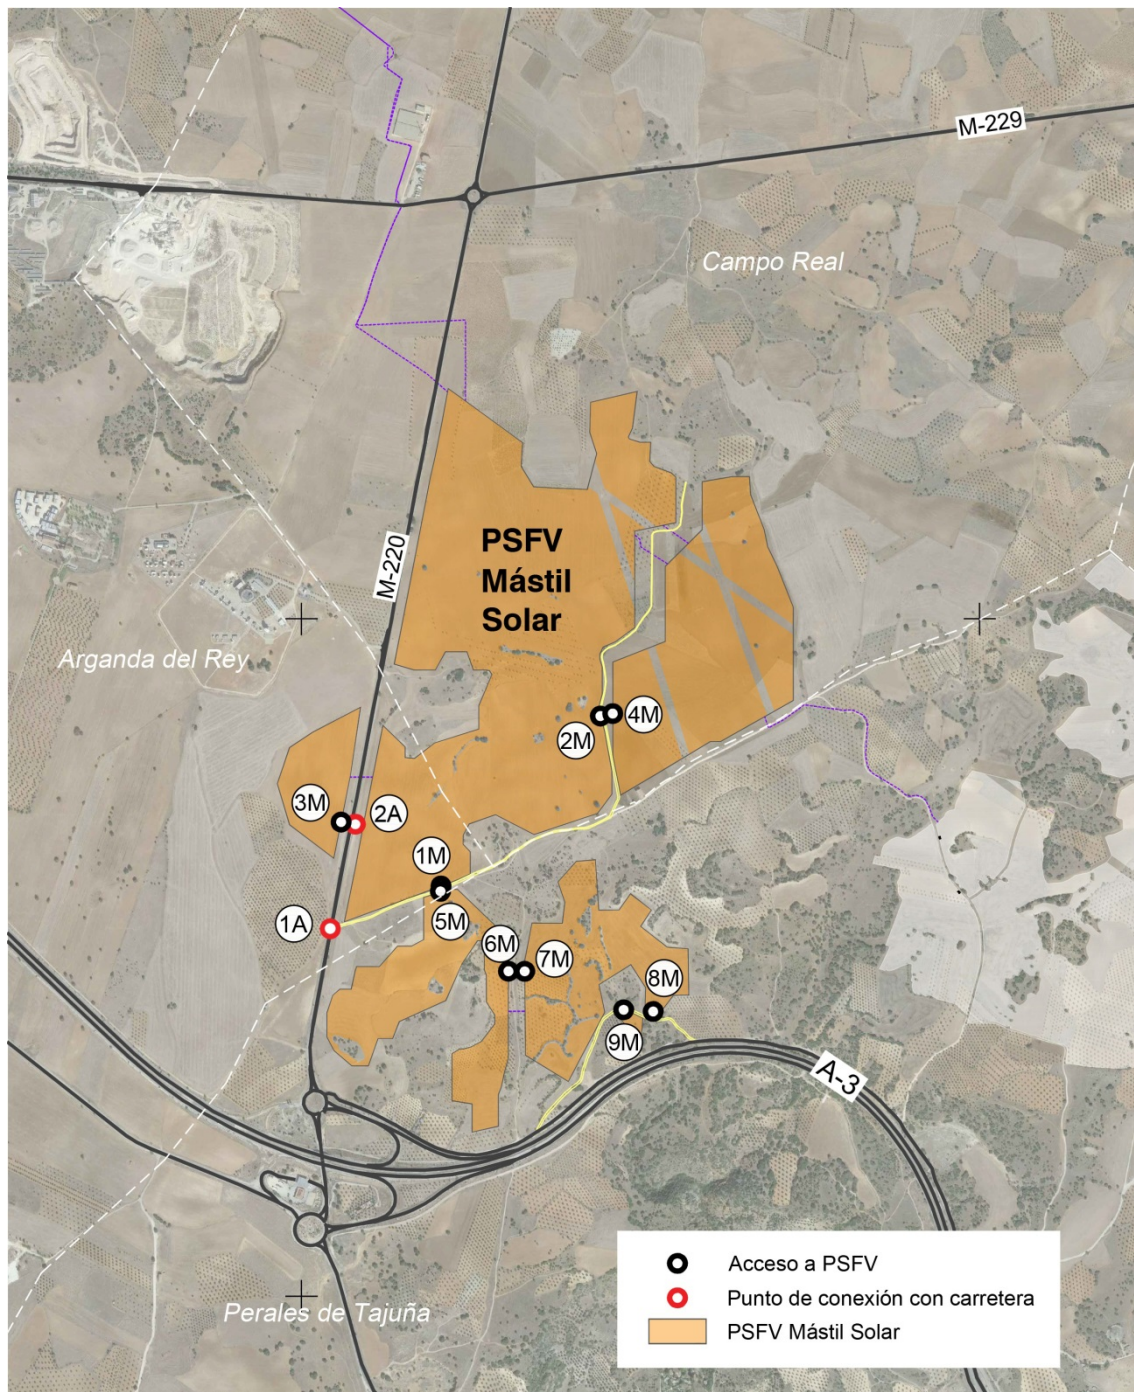 M-229
Campo Real
M-220
PSFV
Mástil
Solar
Arganda del Rey
4M
2M
3M
2A
1M
1A
5M
6M
7M
8M
9M
A-3
Perales de Tajuña
Acceso a PSFV
Punto de conexión con carretera
PSFV Mástil Solar